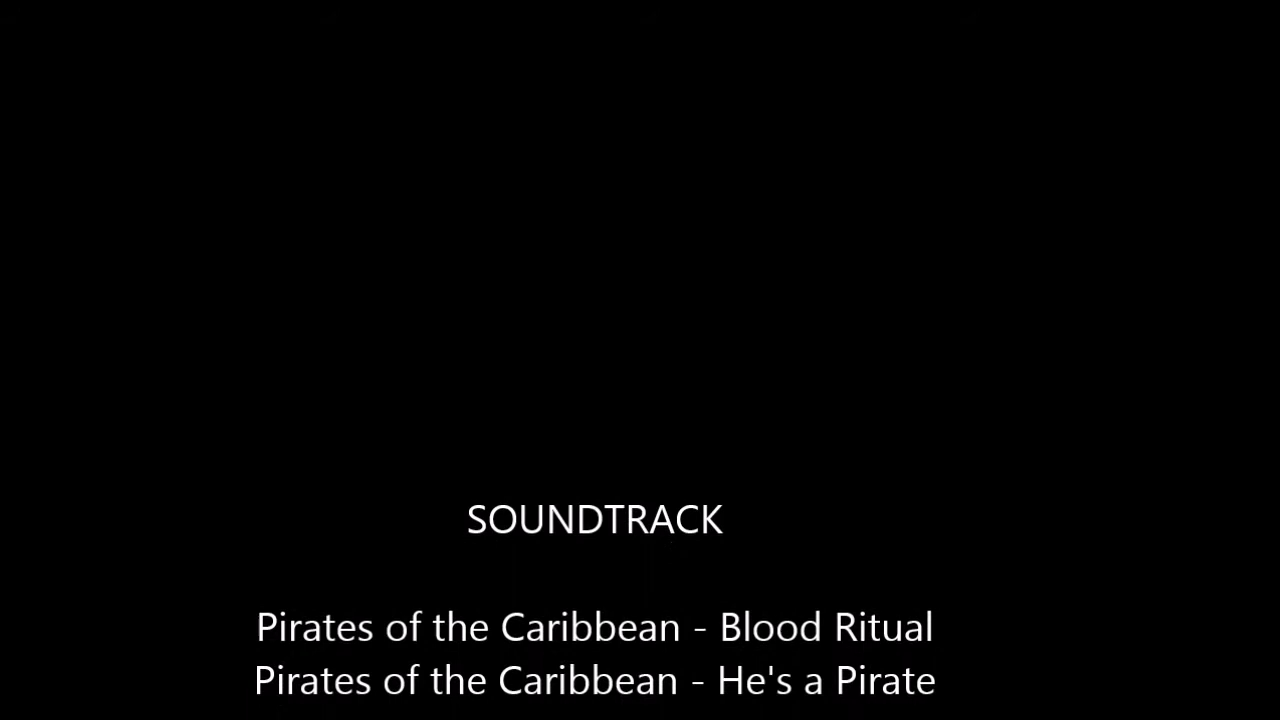 SOUNDTRACK
Pirates of the Caribbean - Blood Ritual
Pirates of the Caribbean - He's a Pirate